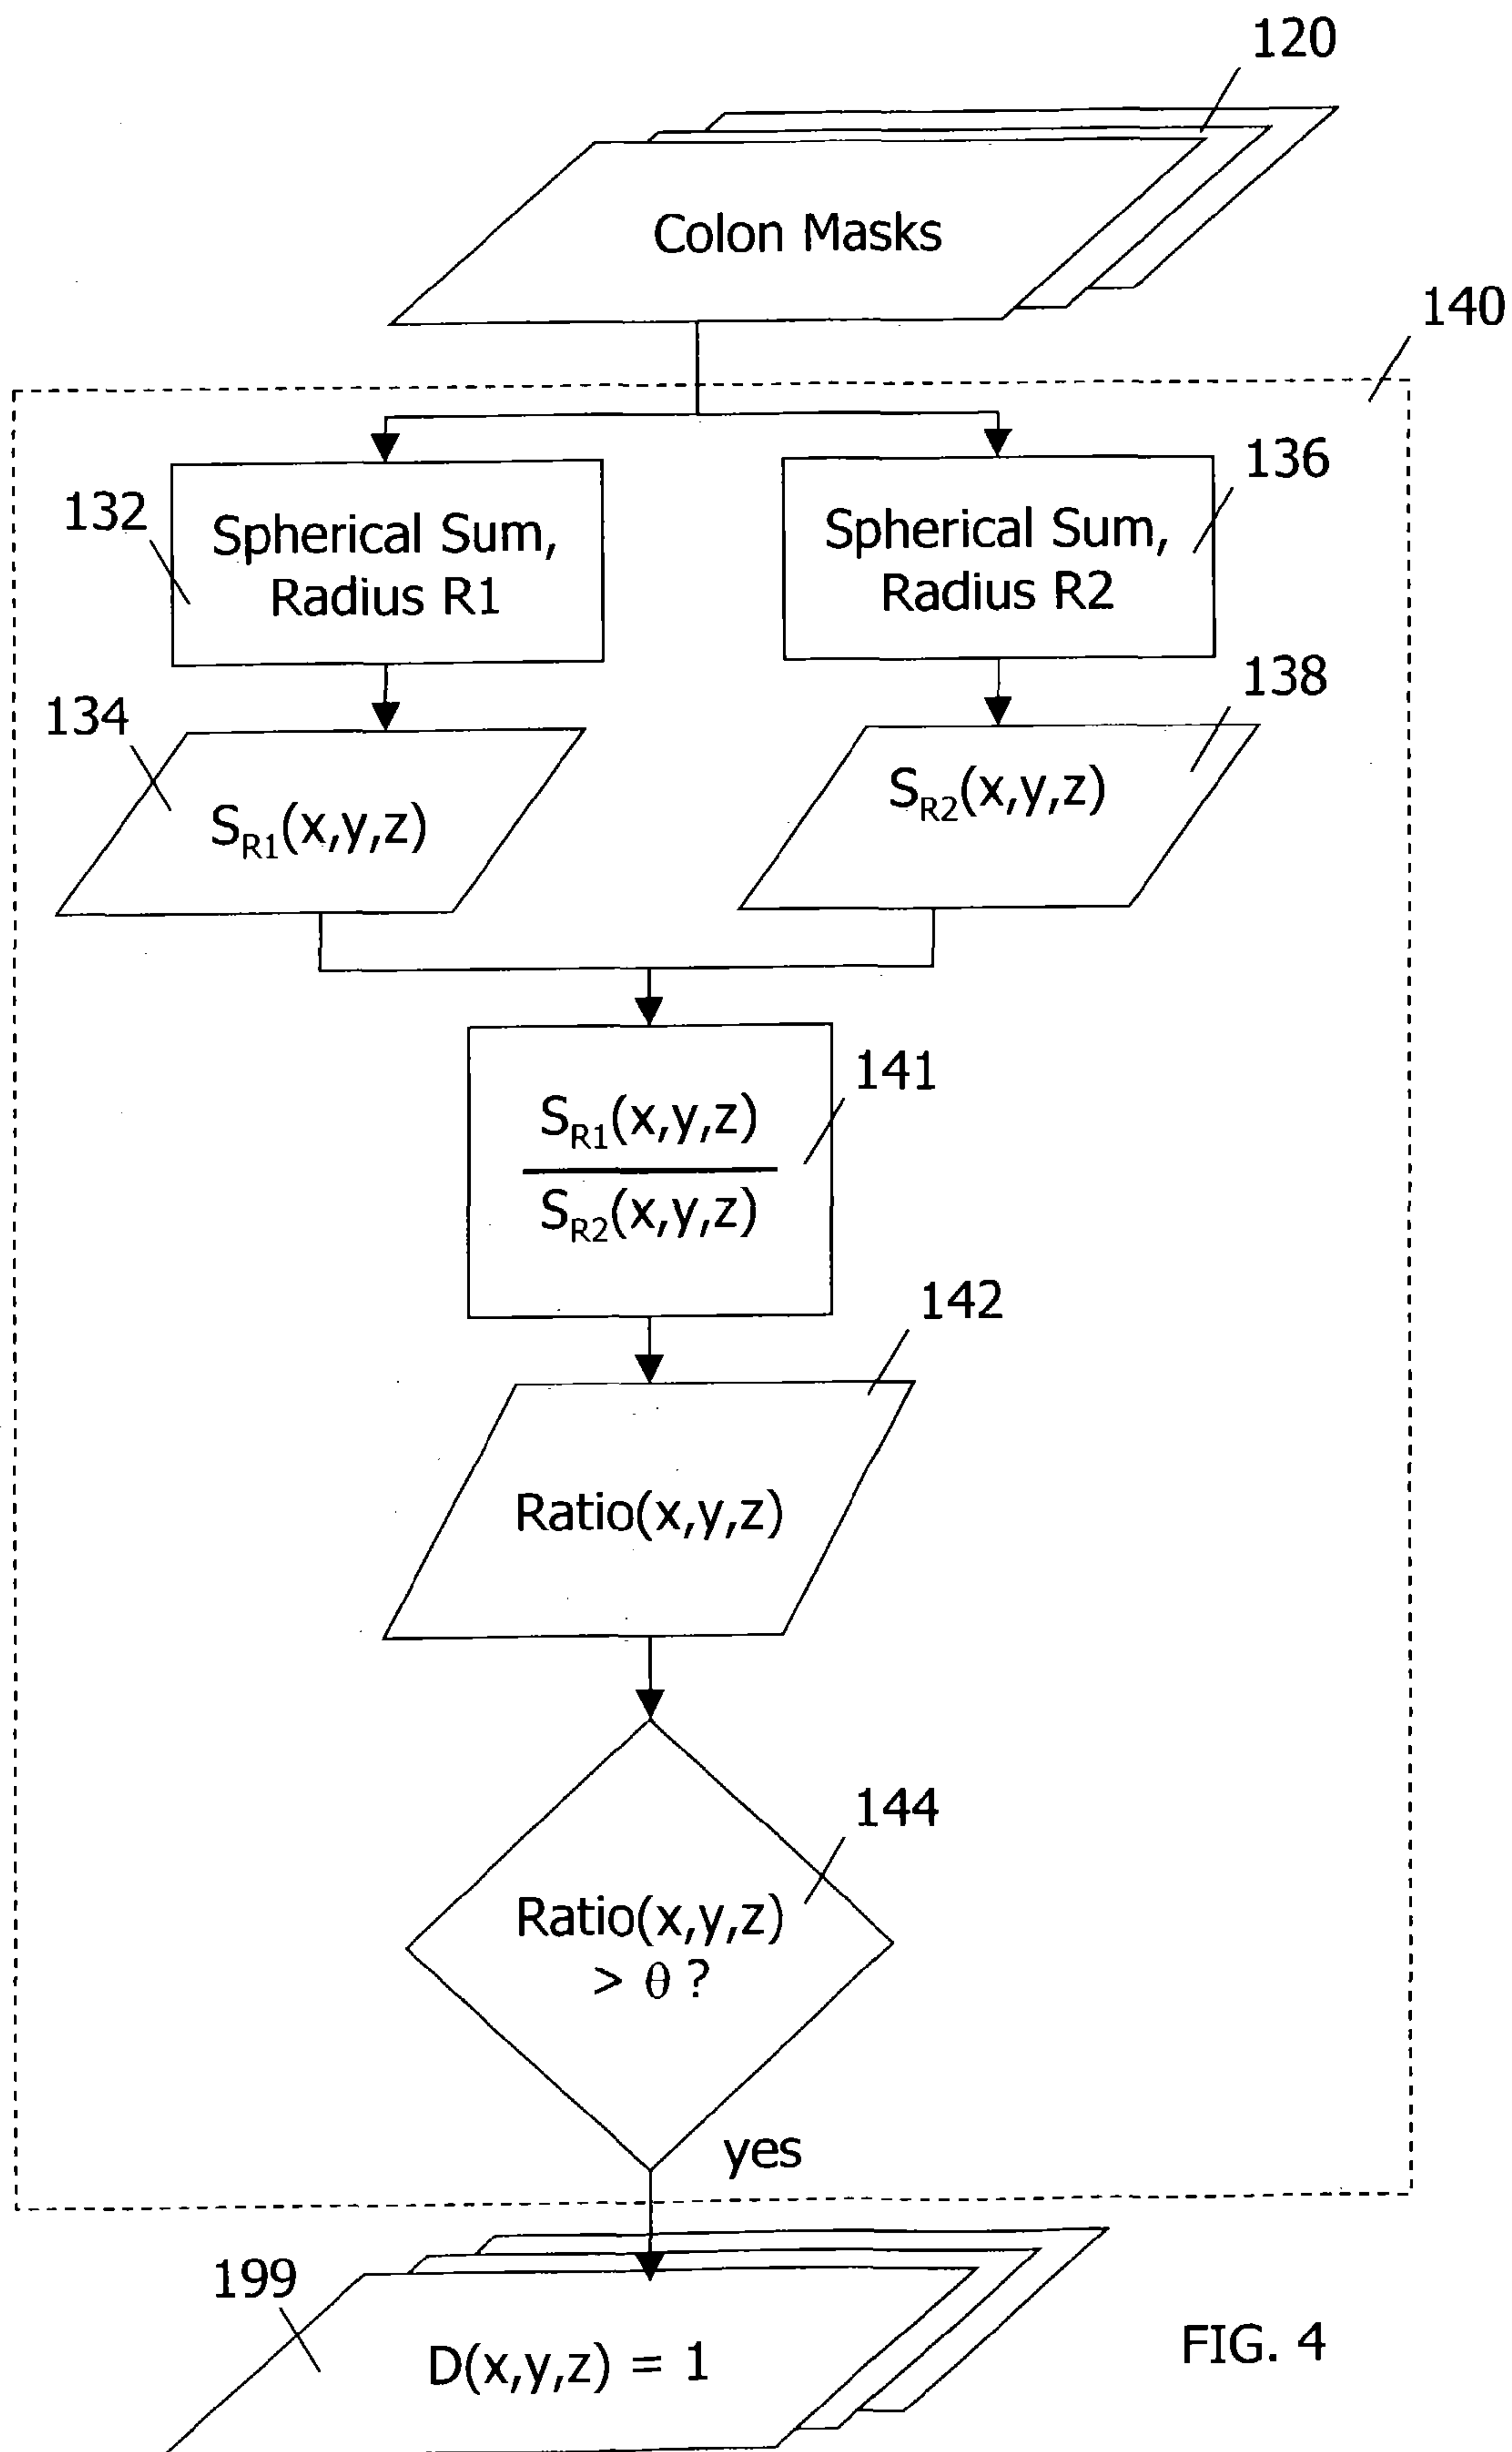 120
Colon Masks
140
132
Spherical Sum,
Radius R1
136
Spherical Sum,
Radius R2
134
S_R1(x,y,z)
138
S_R2(x,y,z)
141
S_R1(x,y,z)
S_R2(x,y,z)
142
Ratio(x,y,z)
144
Ratio(x,y,z)
> θ ?
yes
199
D(x,y,z) = 1
FIG. 4